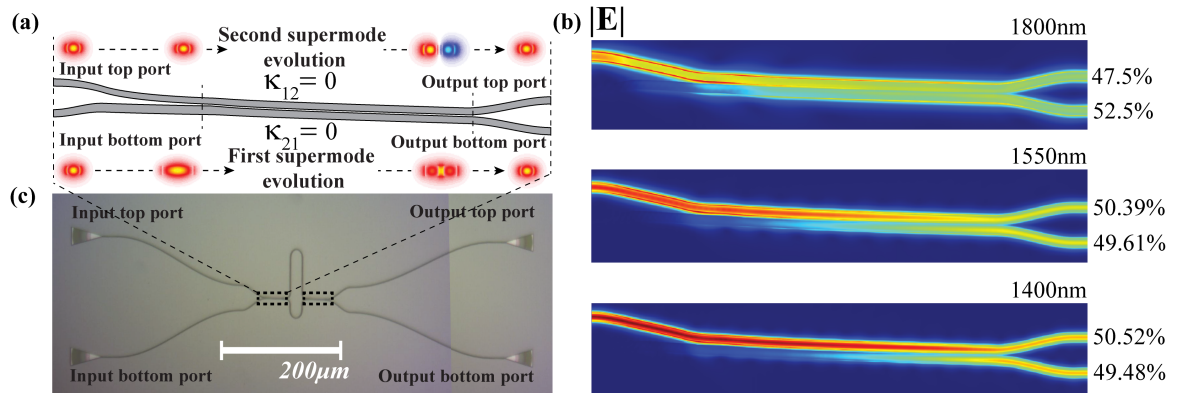 (a)
Second supermode
evolution
Input top port
κ12 = 0
Output top port
Input bottom port
κ21 = 0
Output bottom port
First supermode
evolution
(b)
|E|
1800nm
47.5%
52.5%
1550nm
50.39%
49.61%
1400nm
50.52%
49.48%
(c)
Input top port
Output top port
200μm
Input bottom port
Output bottom port